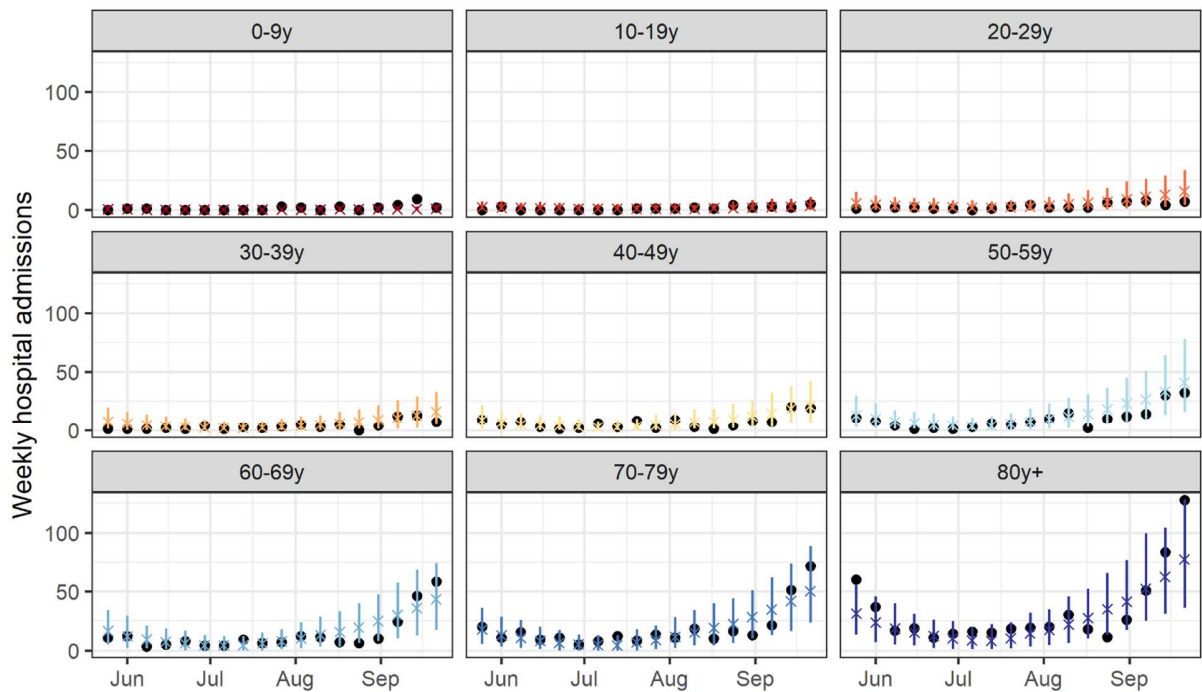 0-9y 10-19y 20-29y
100
50
0
30-39y 40-49y 50-59y
100
50
0
Weekly hospital admissions
60-69y 70-79y 80y+
100
50
0
Jun Jul Aug Sep Jun Jul Aug Sep Jun Jul Aug Sep